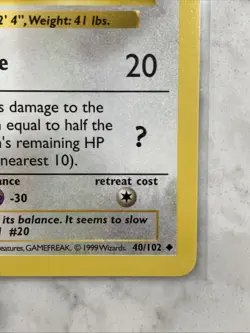 2' 4", Weight: 41 lbs.
e 20
s damage to the
equal to half the
's remaining HP ?
nearest 10).
ance retreat cost
-30
its balance. It seems to slow
#20
eatures, GAMEFREAK. © 1999 Wizards. 40/102 ◆